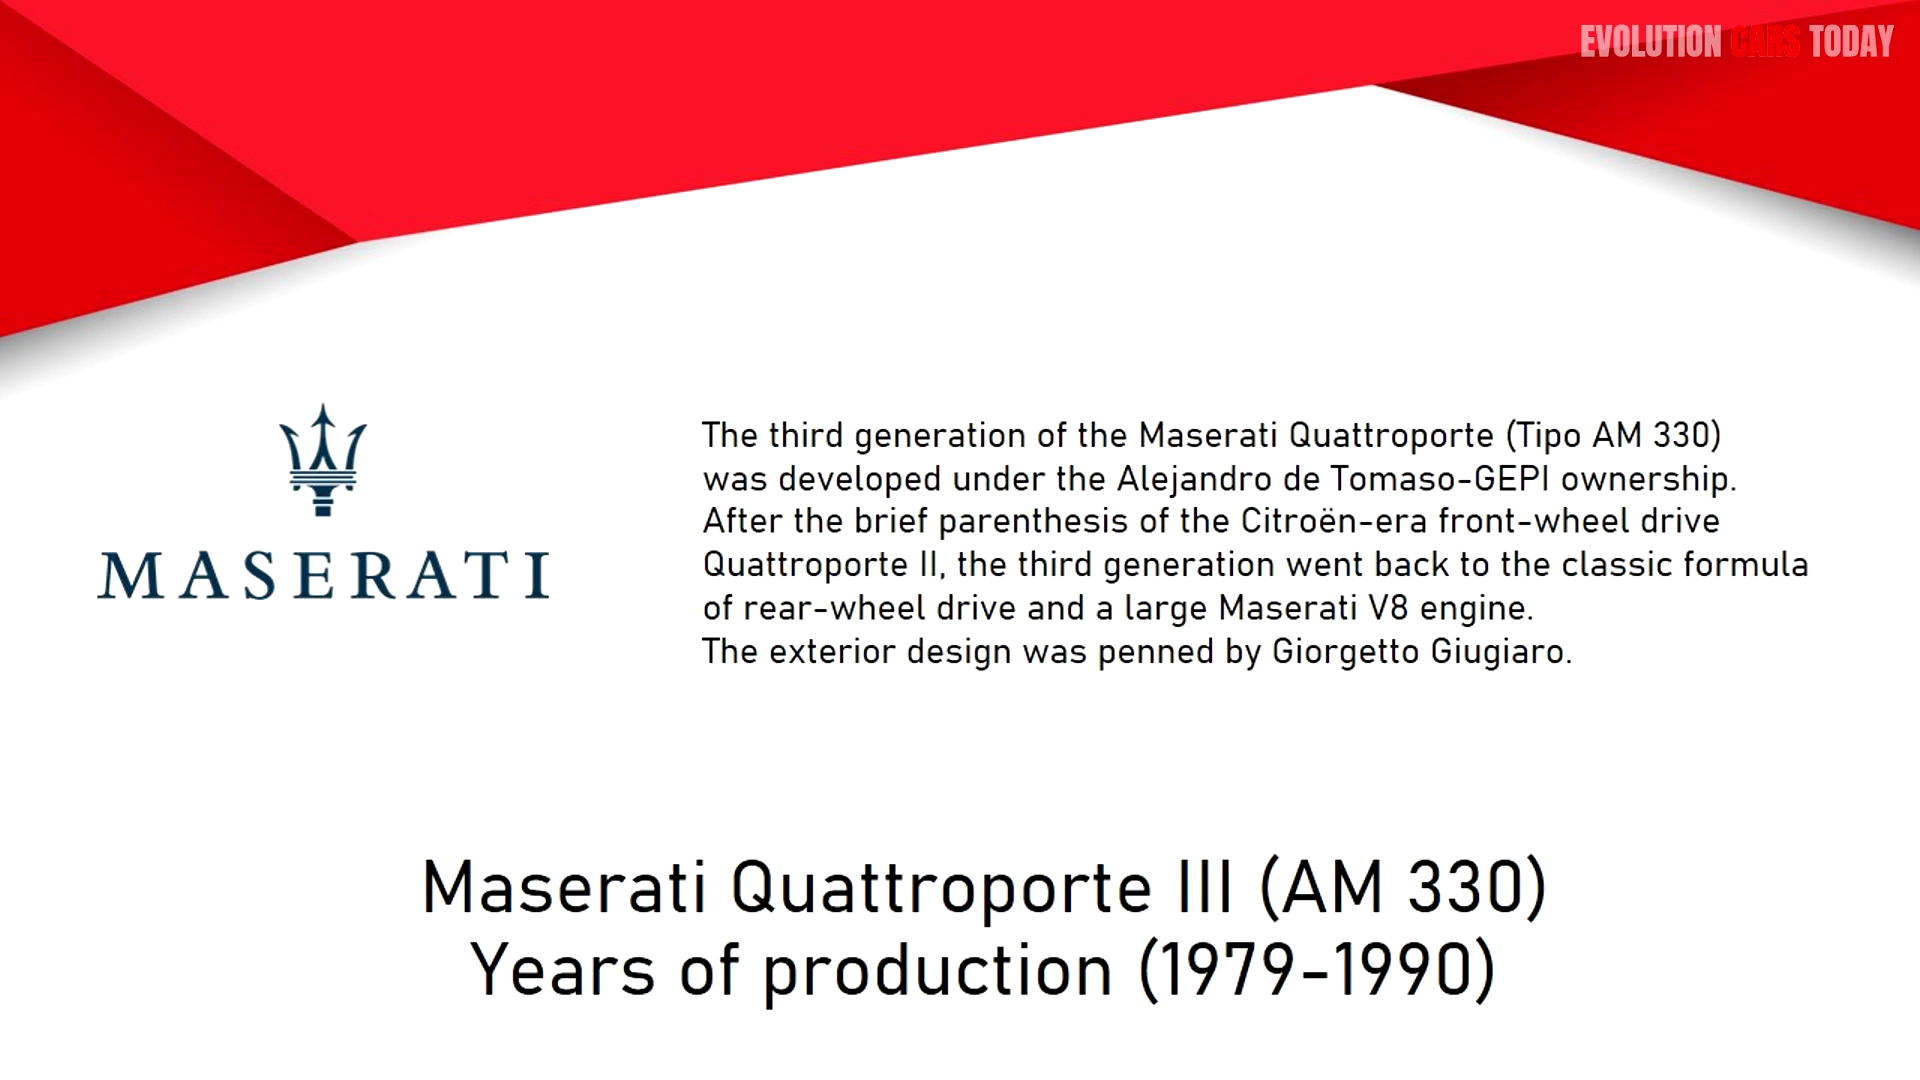 EVOLUTION CARS TODAY
The third generation of the Maserati Quattroporte (Tipo AM 330)
was developed under the Alejandro de Tomaso-GEPI ownership.
After the brief parenthesis of the Citroën-era front-wheel drive
Quattroporte II, the third generation went back to the classic formula
of rear-wheel drive and a large Maserati V8 engine.
The exterior design was penned by Giorgetto Giugiaro.
MASERATI
Maserati Quattroporte III (AM 330)
Years of production (1979-1990)